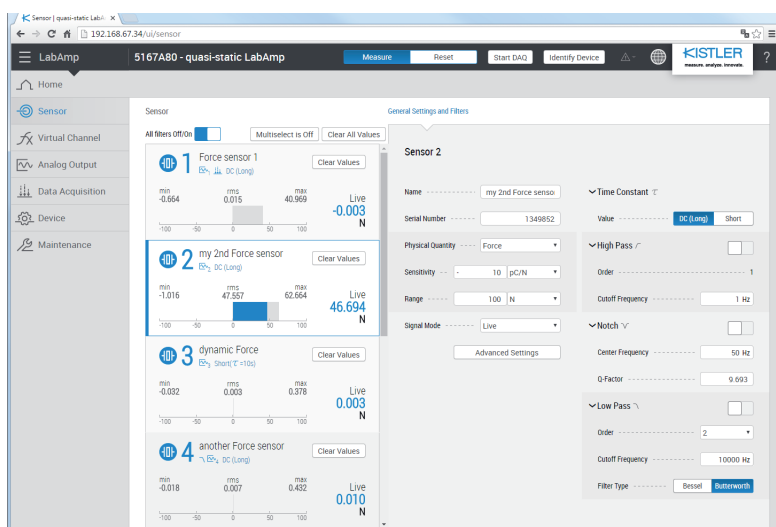 Sensor | quasi-static LabA
192.168.67.34/ui/sensor
LabAmp
5167A80 - quasi-static LabAmp
Measure Reset
Start DAQ
Identify Device
KISTLER
measure. analyze. innovate.
?
Home
Sensor
Virtual Channel
Analog Output
Data Acquisition
Device
Maintenance
Sensor
All filters Off/On
Multiselect is Off
Clear All Values
1 Force sensor 1
DC (Long)
Clear Values
min rms max
-0.664 0.015 40.969
Live
-0.003
N
-100 -50 0 50 100
2 my 2nd Force sensor
2 DC (Long)
Clear Values
min rms max
-1.016 47.557 62.664
Live
46.694
N
-100 -50 0 50 100
3 dynamic Force
3 Short(τ =10s)
Clear Values
min rms max
-0.032 0.003 0.378
Live
0.003
N
-100 -50 0 50 100
4 another Force sensor
4 DC (Long)
Clear Values
min rms max
-0.018 0.007 0.432
Live
0.010
N
-100 -50 0 50 100
General Settings and Filters
Sensor 2
Name my 2nd Force senso
Serial Number 1349852
Physical Quantity Force
Sensitivity - 10 pC/N
Range 100 N
Signal Mode Live
Advanced Settings
Time Constant τ
Value DC (Long) Short
High Pass
Order 1
Cutoff Frequency 1 Hz
Notch
Center Frequency 50 Hz
Q-Factor 9.693
Low Pass
Order 2
Cutoff Frequency 10000 Hz
Filter Type Bessel Butterworth